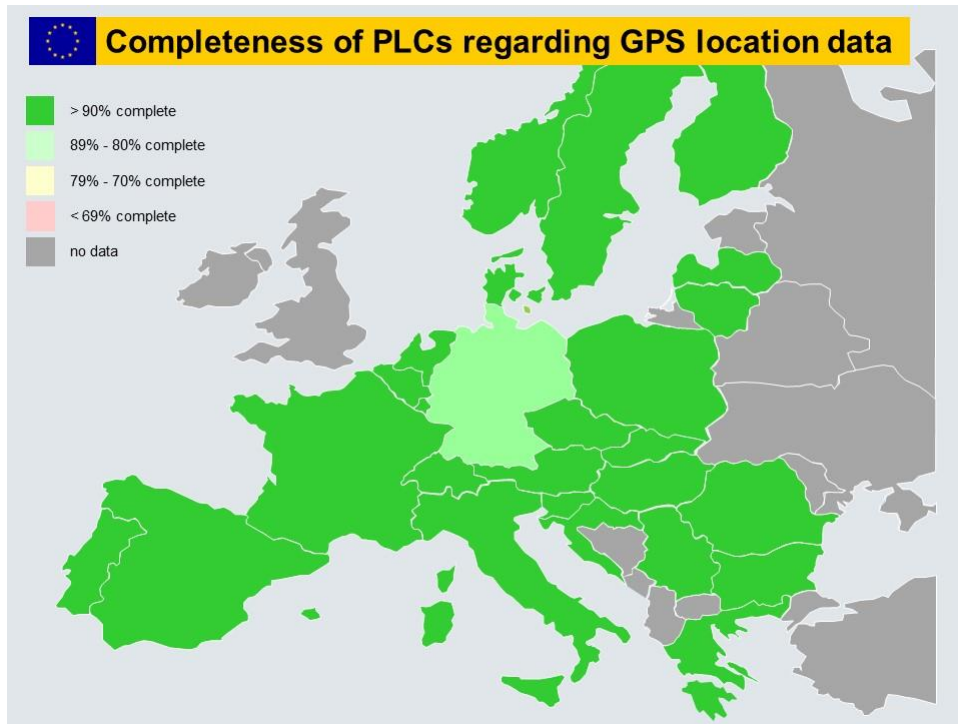 Completeness of PLCs regarding GPS location data
> 90% complete
89% - 80% complete
79% - 70% complete
< 69% complete
no data